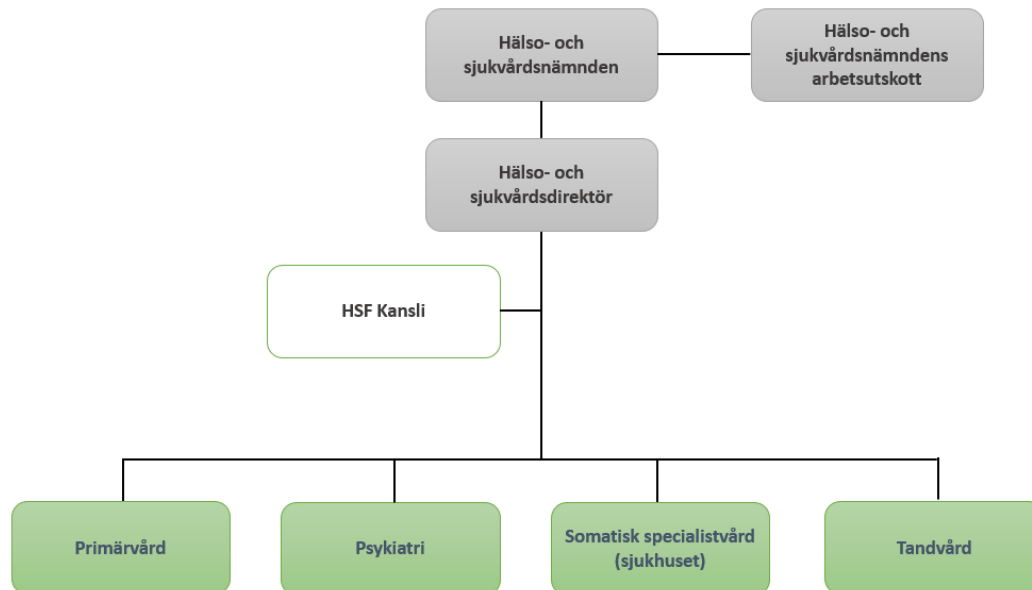 Hälso- och
sjukvårdsnämnden
Hälso- och
sjukvårdsnämndens
arbetsutskott
Hälso- och
sjukvårdsdirektör
HSF Kansli
Primärvård
Psykiatri
Somatisk specialistvård
(sjukhuset)
Tandvård